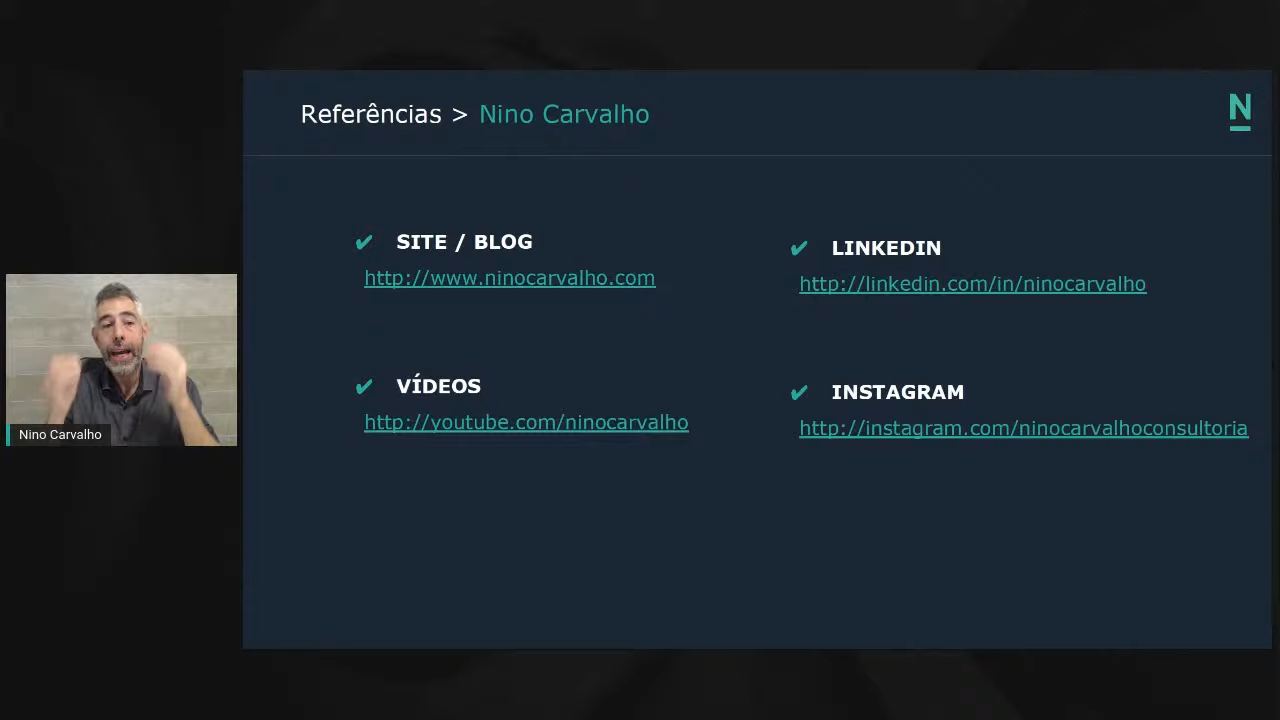 Referências > Nino Carvalho
N
✔ SITE / BLOG
http://www.ninocarvalho.com
✔ LINKEDIN
http://linkedin.com/in/ninocarvalho
✔ VÍDEOS
http://youtube.com/ninocarvalho
✔ INSTAGRAM
http://instagram.com/ninocarvalhoconsultoria
Nino Carvalho